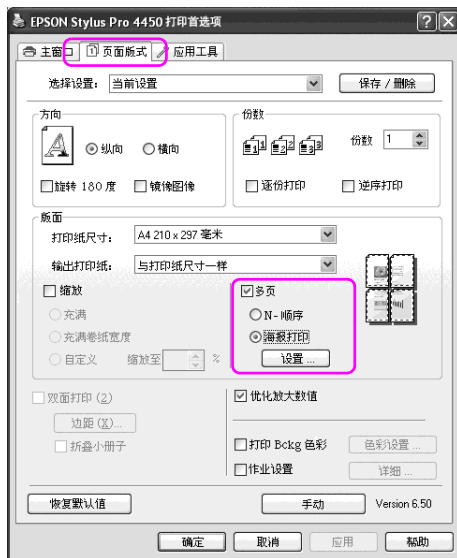 EPSON Stylus Pro 4450 打印首选项
主窗口 页面版式 应用工具
选择设置： 当前设置 保存 / 删除
方向 份数
纵向 横向 份数 1
旋转 180 度 镜像图像 逐份打印 逆序打印
版面
打印纸尺寸： A4 210 x 297 毫米
输出打印纸： 与打印纸尺寸一样
缩放 多页
充满 N- 顺序
充满卷纸宽度 海报打印
自定义 缩放至 % 设置 ...
双面打印 (2) 优化放大数值
边距 (X)...
折叠小册子 打印 Bckg 色彩 色彩设置 ...
作业设置 详细 ...
恢复默认值 手动 Version 6.50
确定 取消 应用 帮助